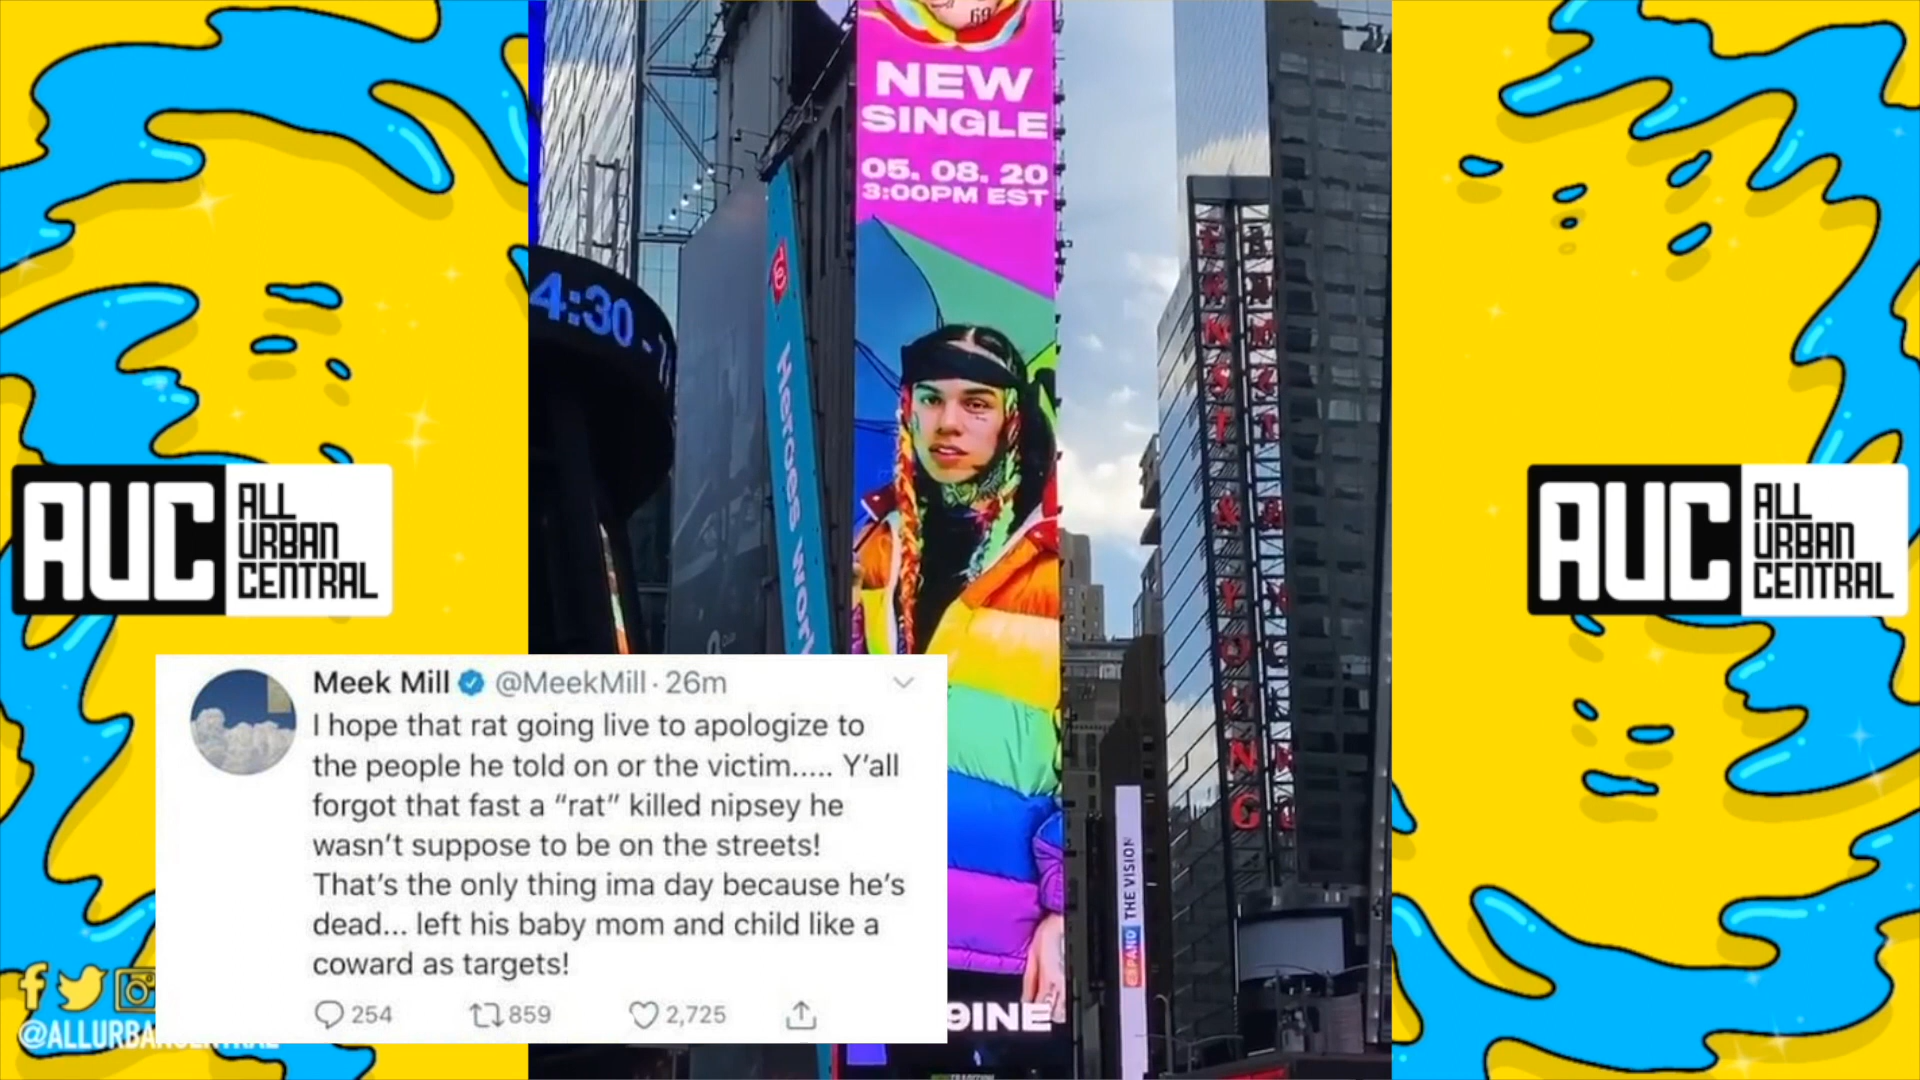 69
NEW
SINGLE
05. 08. 20
3:00PM EST
4:30 -
Heroes work
AUC
ALL
URBAN
CENTRAL
AUC
ALL
URBAN
CENTRAL
ERNST & YOUNG
EXPAND THE VISION
9INE
Meek Mill @MeekMill · 26m
I hope that rat going live to apologize to
the people he told on or the victim..... Y’all
forgot that fast a “rat” killed nipsey he
wasn’t suppose to be on the streets!
That’s the only thing ima day because he’s
dead... left his baby mom and child like a
coward as targets!
254 859 2,725